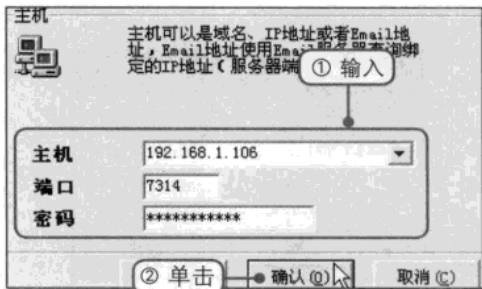 主机
主机可以是域名、IP地址或者Email地
址，Email地址使用Email服务器查询绑
定的IP地址（服务器端
① 输入
主机 192.168.1.106
端口 7314
密码 ***********
② 单击 确认(O) 取消(C)